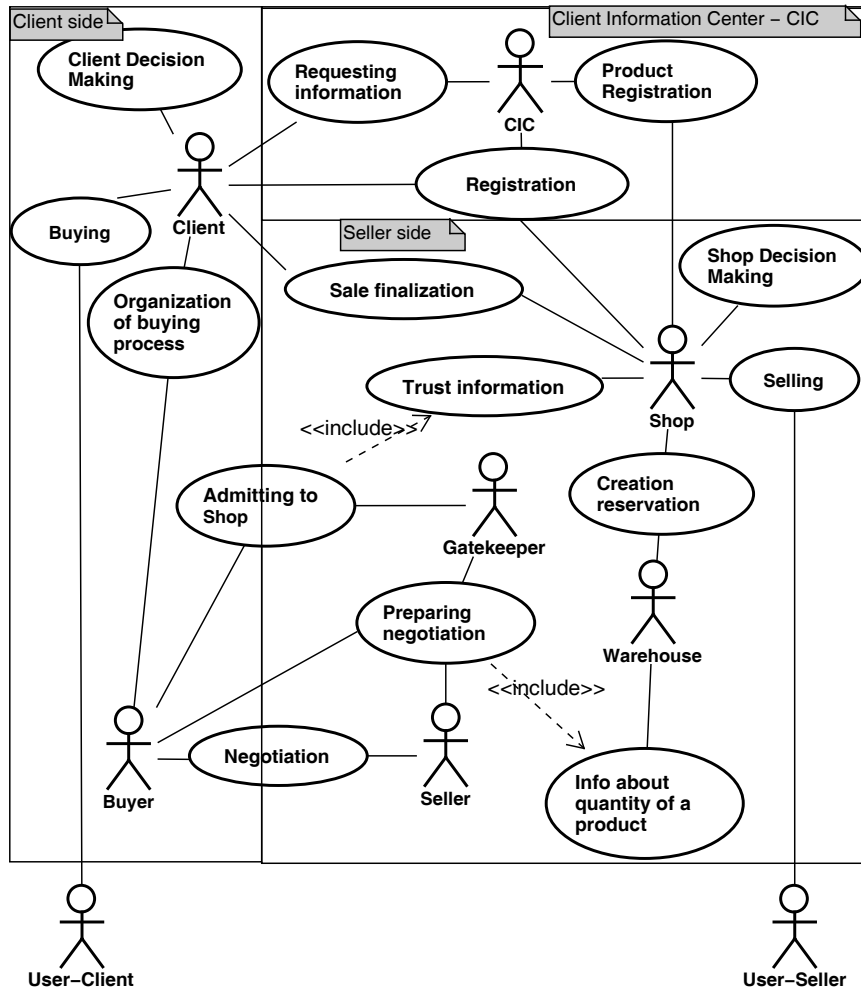 Client side
Client Information Center – CIC
Client Decision
Making
Requesting
information
Product
Registration
CIC
Registration
Client
Buying
Seller side
Shop Decision
Making
Organization
of buying
process
Sale finalization
Trust information
Selling
Shop
<<include>>
Admitting to
Shop
Creation
reservation
Gatekeeper
Preparing
negotiation
Warehouse
<<include>>
Negotiation
Buyer
Seller
Info about
quantity of a
product
User–Client
User–Seller